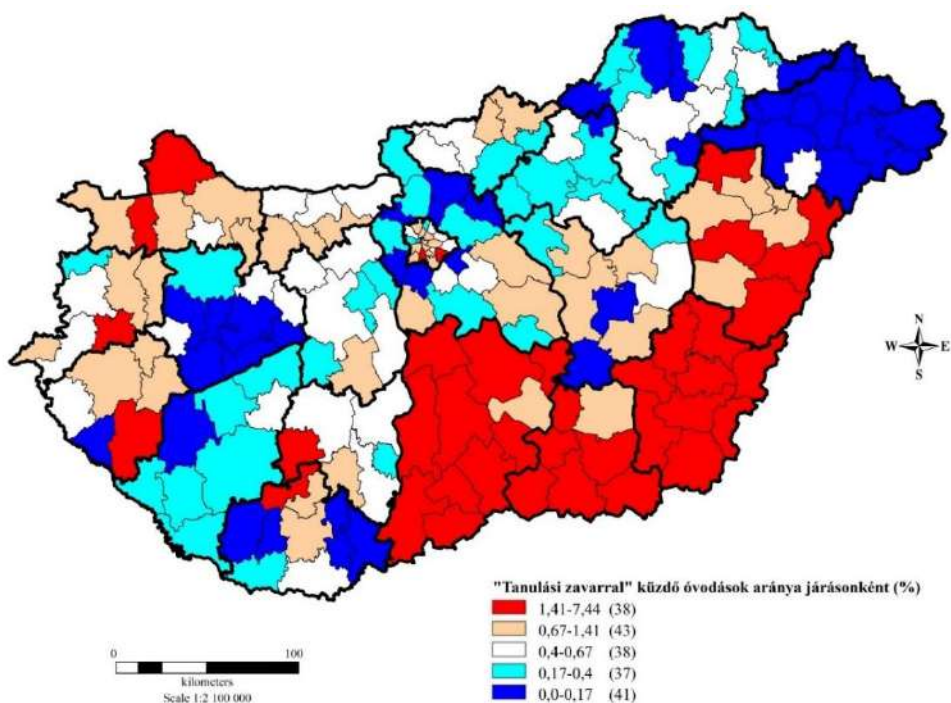 N
W E
S
"Tanulási zavarral" küzdő óvodások aránya járásonként (%)
1,41-7,44 (38)
0,67-1,41 (43)
0,4-0,67 (38)
0,17-0,4 (37)
0,0-0,17 (41)
0 100
kilometers
Scale 1:2 100 000